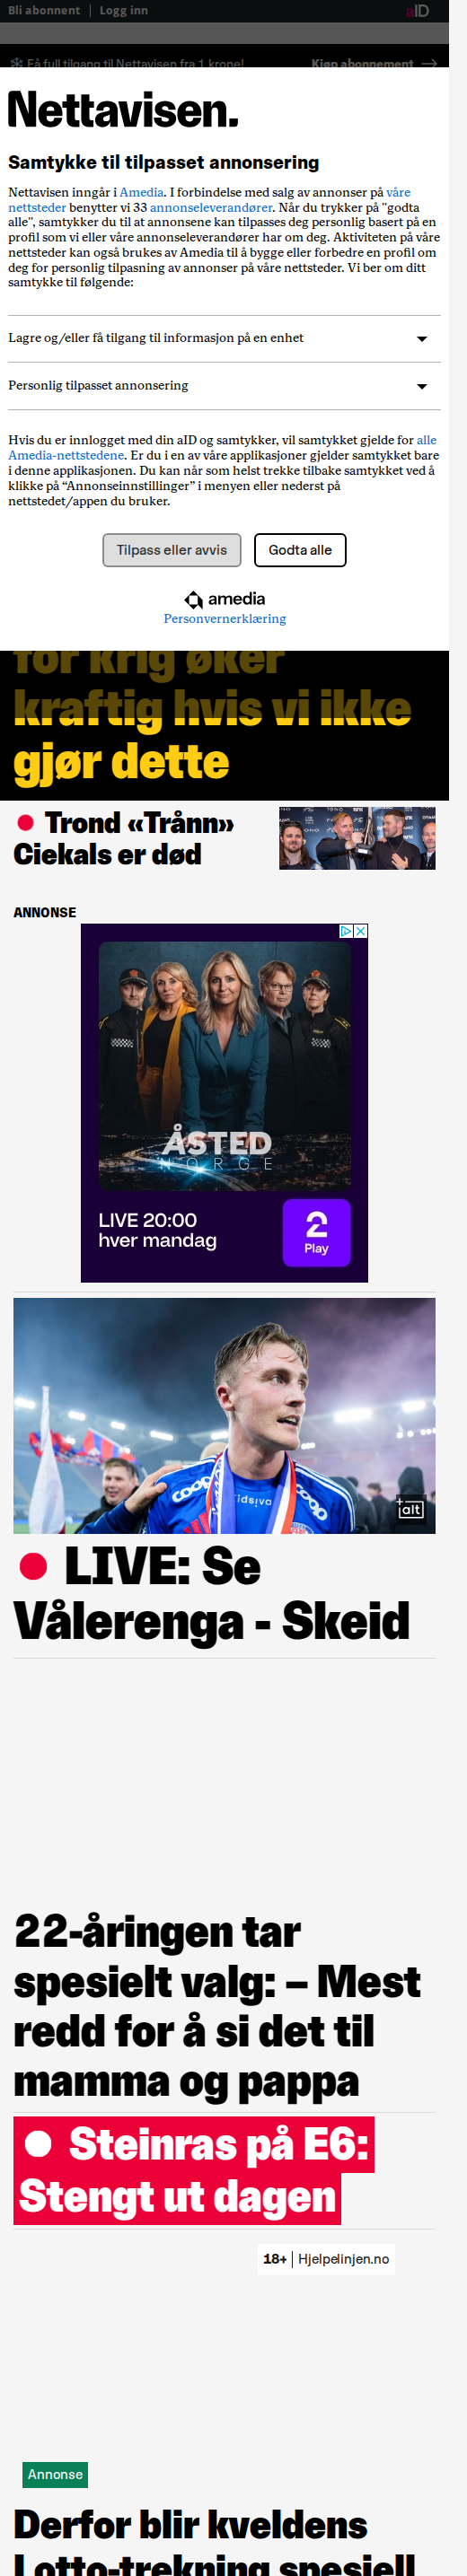 Bli abonnent | Logg inn
aID
Få full tilgang til Nettavisen fra 1 krone!
Kjøp abonnement →
Nettavisen.
Samtykke til tilpasset annonsering
Nettavisen inngår i Amedia. I forbindelse med salg av annonser på våre
nettsteder benytter vi 33 annonseleverandører. Når du trykker på "godta
alle", samtykker du til at annonsene kan tilpasses deg personlig basert på en
profil som vi eller våre annonseleverandører har om deg. Aktiviteten på våre
nettsteder kan også brukes av Amedia til å bygge eller forbedre en profil om
deg for personlig tilpasning av annonser på våre nettsteder. Vi ber om ditt
samtykke til følgende:
Lagre og/eller få tilgang til informasjon på en enhet
Personlig tilpasset annonsering
Hvis du er innlogget med din aID og samtykker, vil samtykket gjelde for alle
Amedia-nettstedene. Er du i en av våre applikasjoner gjelder samtykket bare
i denne applikasjonen. Du kan når som helst trekke tilbake samtykket ved å
klikke på “Annonseinnstillinger” i menyen eller nederst på
nettstedet/appen du bruker.
Tilpass eller avvis
Godta alle
amedia
Personvernerklæring
for krig øker
kraftig hvis vi ikke
gjør dette
Trond «Trånn»
Ciekals er død
ANNONSE
ÅSTED
NORGE
LIVE 20:00
hver mandag
2
Play
coop
idsiva
coop
+alt
LIVE: Se
Vålerenga - Skeid
22-åringen tar
spesielt valg: – Mest
redd for å si det til
mamma og pappa
Steinras på E6:
Stengt ut dagen
18+ | Hjelpelinjen.no
Annonse
Derfor blir kveldens
Lotto-trekning spesiell